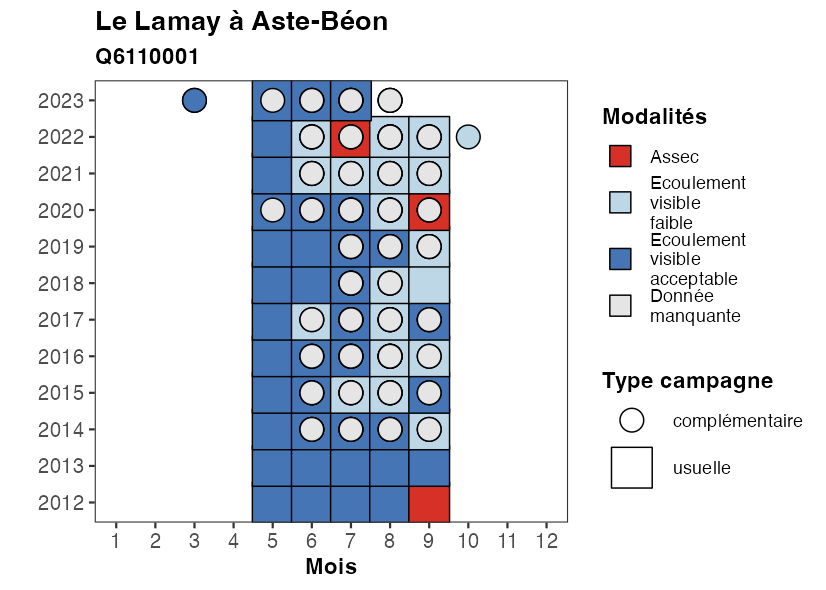 Le Lamay à Aste-Béon
Q6110001
2023
2022
2021
2020
2019
2018
2017
2016
2015
2014
2013
2012
1 2 3 4 5 6 7 8 9 10 11 12
Mois
Modalités
Assec
Ecoulement
visible
faible
Ecoulement
visible
acceptable
Donnée
manquante
Type campagne
complémentaire
usuelle